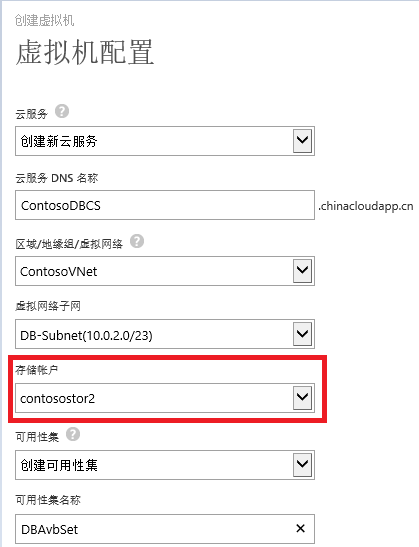 创建虚拟机
虚拟机配置
云服务 ?
创建新云服务
云服务 DNS 名称
ContosoDBCS .chinacloudapp.cn
区域/地缘组/虚拟网络 ?
ContosoVNet
虚拟网络子网
DB-Subnet(10.0.2.0/23)
存储帐户
contosostor2
可用性集 ?
创建可用性集
可用性集名称
DBAvbSet